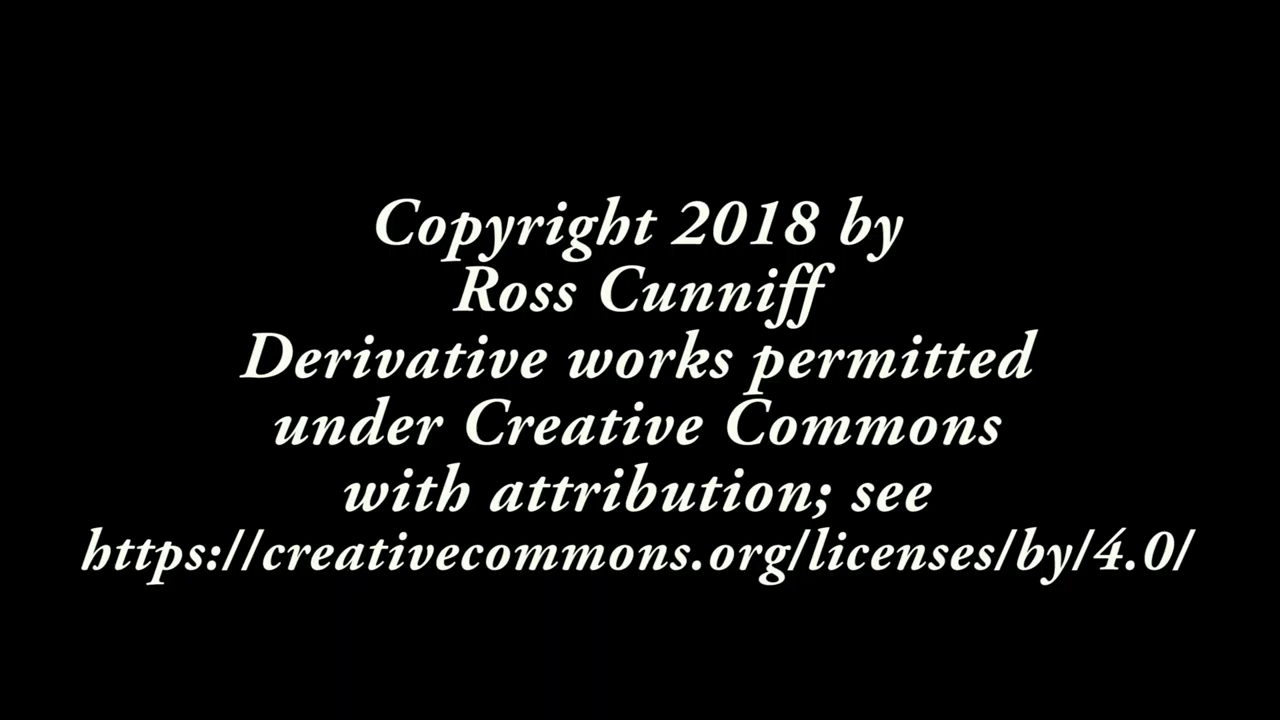 Copyright 2018 by
Ross Cunniff
Derivative works permitted
under Creative Commons
with attribution; see
https://creativecommons.org/licenses/by/4.0/